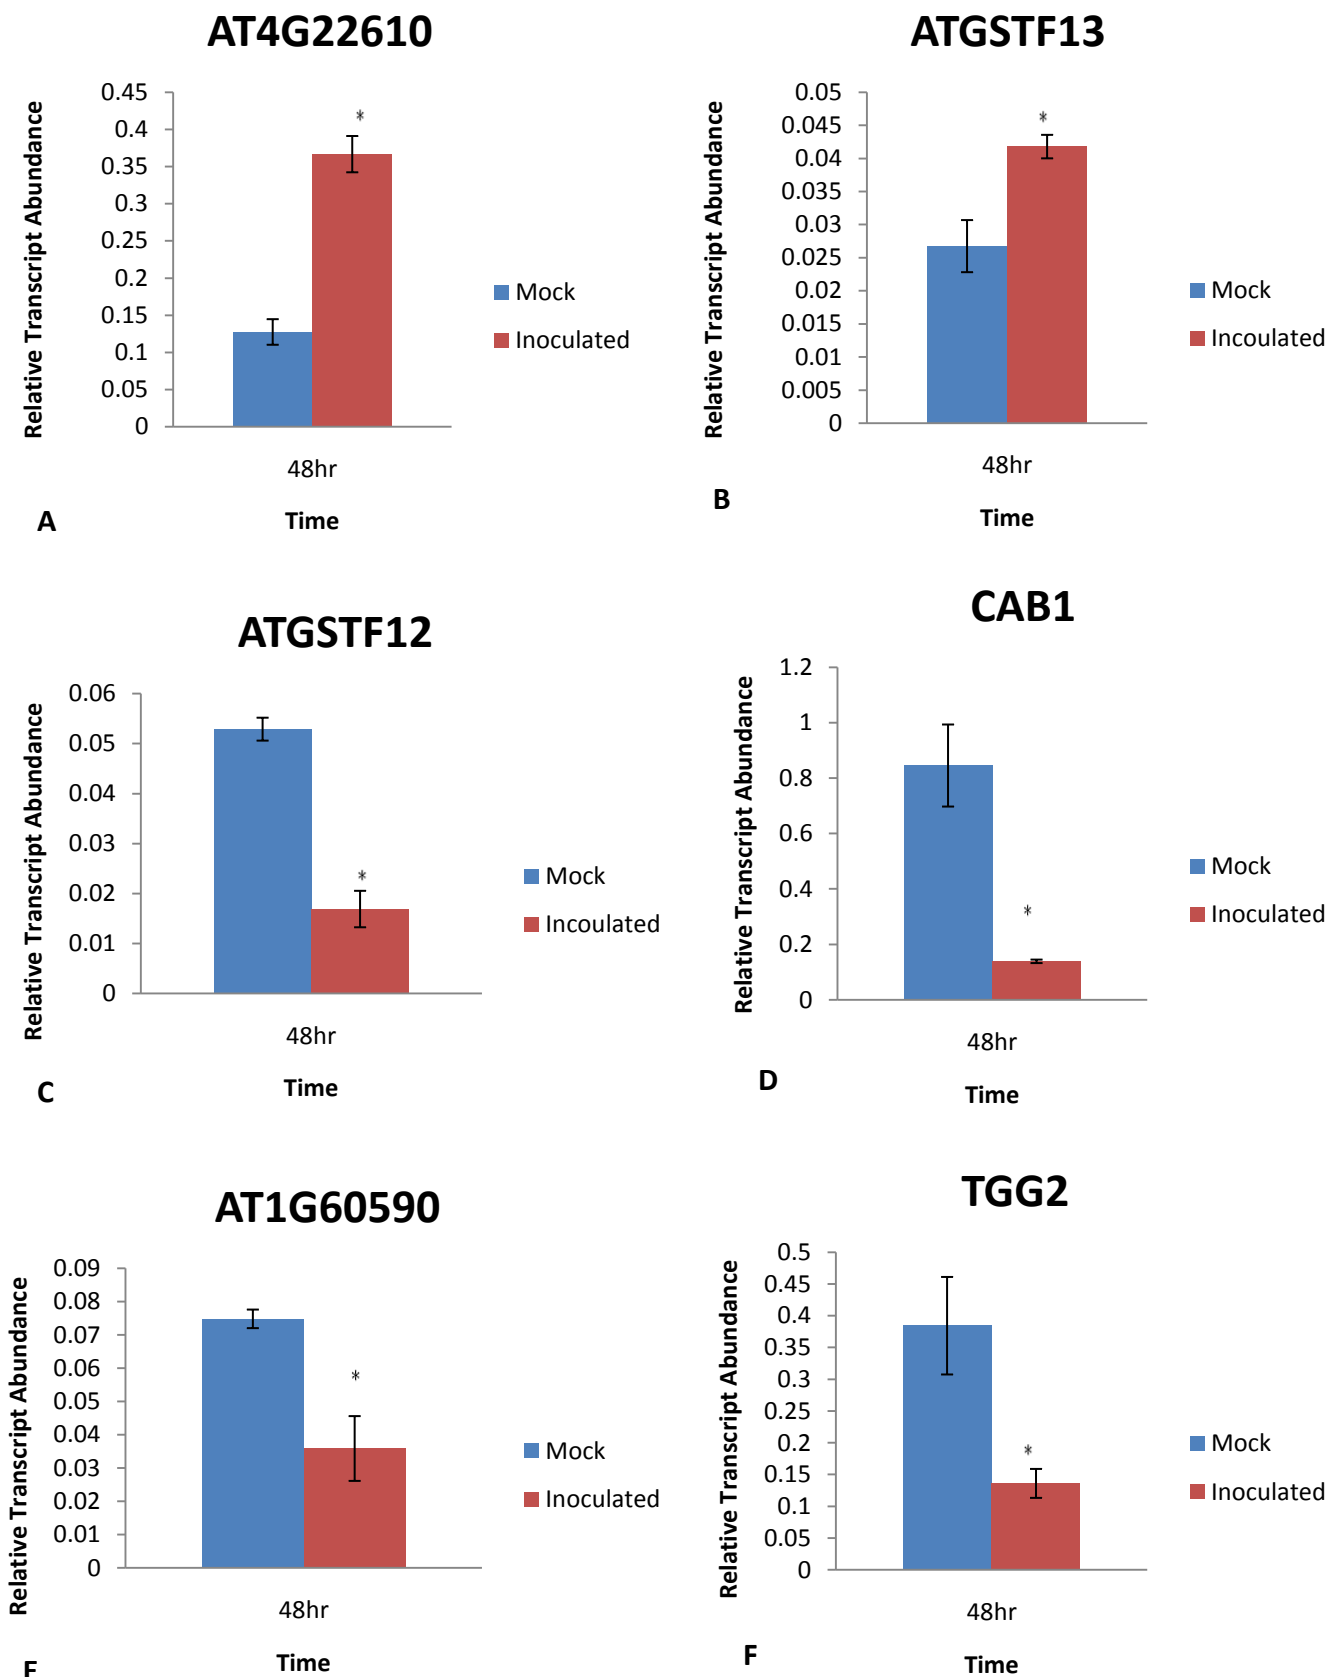 AT4G22610
Relative Transcript Abundance
0.45
0.4
0.35
0.3
0.25
0.2
0.15
0.1
0.05
0
*
48hr
Time
Mock
Inoculated
A
ATGSTF13
Relative Transcript Abundance
0.05
0.045
0.04
0.035
0.03
0.025
0.02
0.015
0.01
0.005
0
*
48hr
Time
Mock
Incoulated
B
ATGSTF12
Relative Transcript Abundance
0.06
0.05
0.04
0.03
0.02
0.01
0
*
48hr
Time
Mock
Incoulated
C
CAB1
Relative Transcript Abundance
1.2
1
0.8
0.6
0.4
0.2
0
*
48hr
Time
Mock
Inoculated
D
AT1G60590
Relative Transcript Abundance
0.09
0.08
0.07
0.06
0.05
0.04
0.03
0.02
0.01
0
*
48hr
Time
Mock
Inoculated
E
TGG2
Relative Transcript Abundance
0.5
0.45
0.4
0.35
0.3
0.25
0.2
0.15
0.1
0.05
0
*
48hr
Time
Mock
Inoculated
F